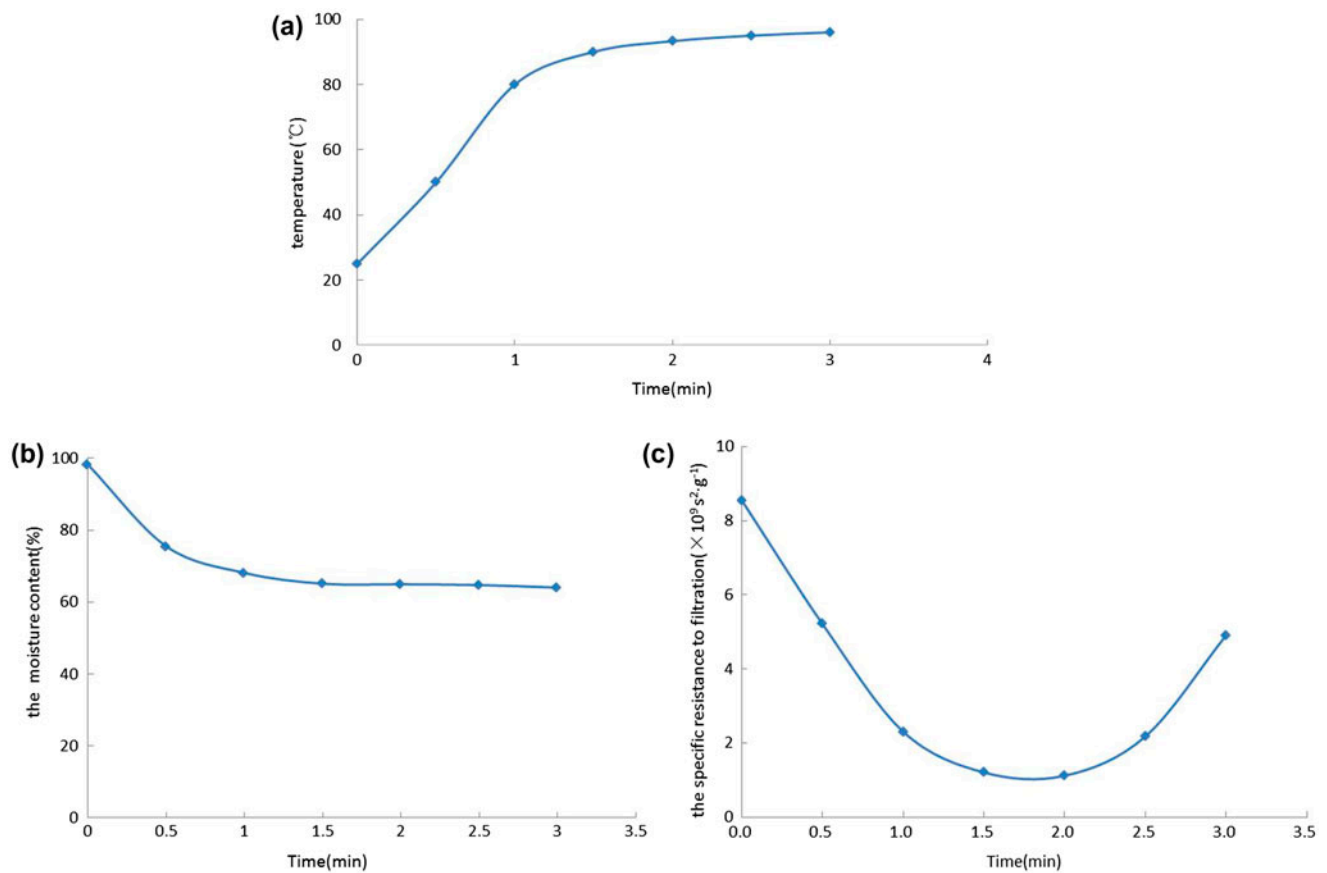 (a)
100
80
60
40
20
0
temperature(℃)
0 1 2 3 4
Time(min)
(b)
100
80
60
40
20
0
the moisture content(%)
0 0.5 1 1.5 2 2.5 3 3.5
Time(min)
(c)
10
8
6
4
2
0
the specific resistance to filtration(×10⁹ s²·g⁻¹)
0.0 0.5 1.0 1.5 2.0 2.5 3.0 3.5
Time(min)